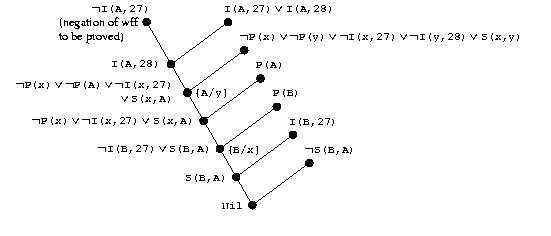 ¬I(A,27)
(negation of wff
to be proved)
I(A,27) ∨ I(A,28)
¬P(x) ∨ ¬P(y) ∨ ¬I(x,27) ∨ ¬I(y,28) ∨ S(x,y)
I(A,28)
P(A)
¬P(x) ∨ ¬P(A) ∨ ¬I(x,27)
∨ S(x,A)
{A/y}
P(B)
¬P(x) ∨ ¬I(x,27) ∨ S(x,A)
I(B,27)
¬I(B,27) ∨ S(B,A)
{B/x}
¬S(B,A)
S(B,A)
Nil